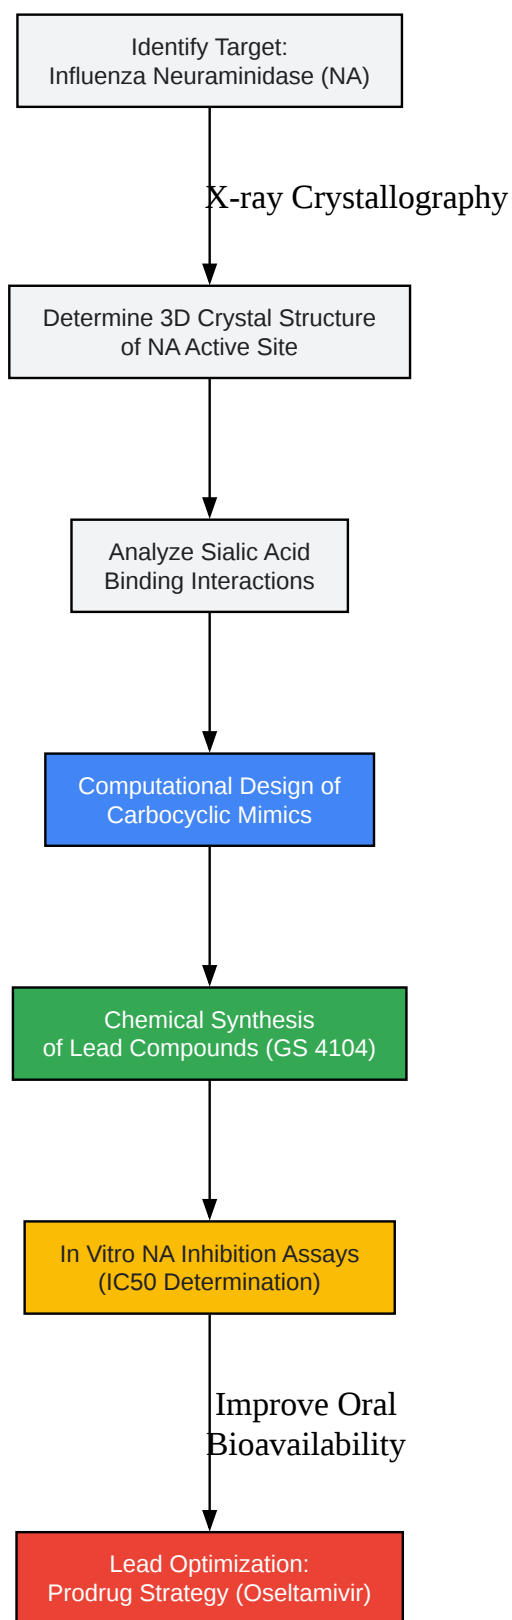 Identify Target:
Influenza Neuraminidase (NA)
X-ray Crystallography
Determine 3D Crystal Structure
of NA Active Site
Analyze Sialic Acid
Binding Interactions
Computational Design of
Carbocyclic Mimics
Chemical Synthesis
of Lead Compounds (GS 4104)
In Vitro NA Inhibition Assays
(IC50 Determination)
Improve Oral
Bioavailability
Lead Optimization:
Prodrug Strategy (Oseltamivir)